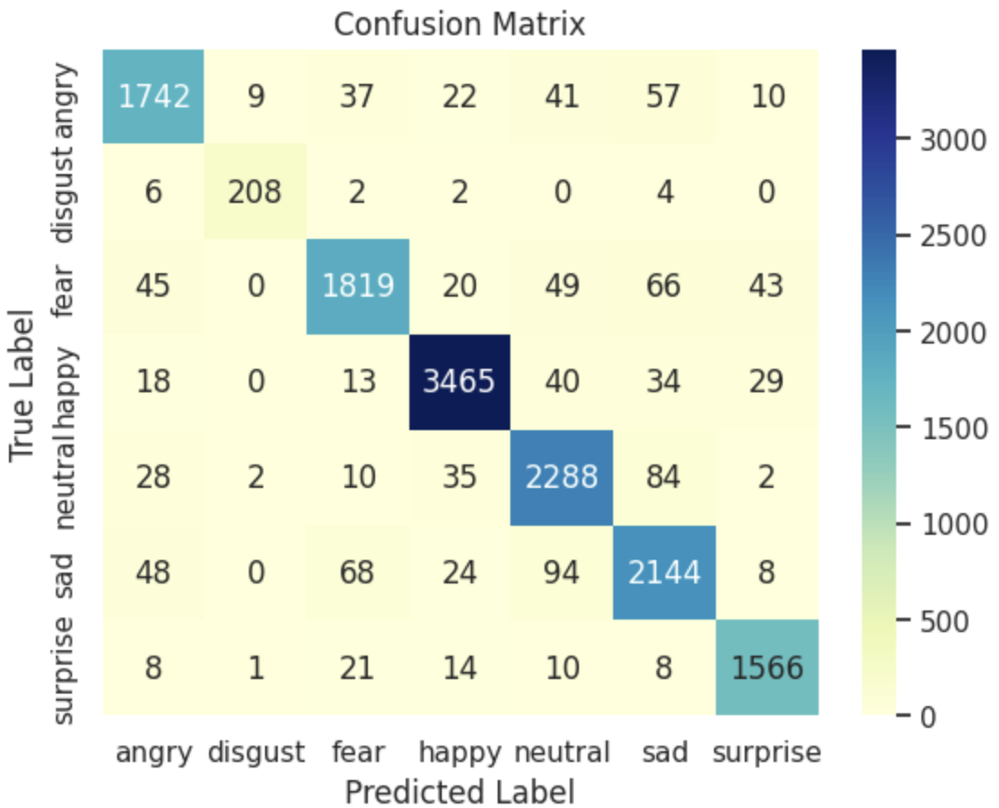 Confusion Matrix
True Label
angry 1742 9 37 22 41 57 10
disgust 6 208 2 2 0 4 0
fear 45 0 1819 20 49 66 43
happy 18 0 13 3465 40 34 29
neutral 28 2 10 35 2288 84 2
sad 48 0 68 24 94 2144 8
surprise 8 1 21 14 10 8 1566
angry disgust fear happy neutral sad surprise
Predicted Label
3000
2500
2000
1500
1000
500
0